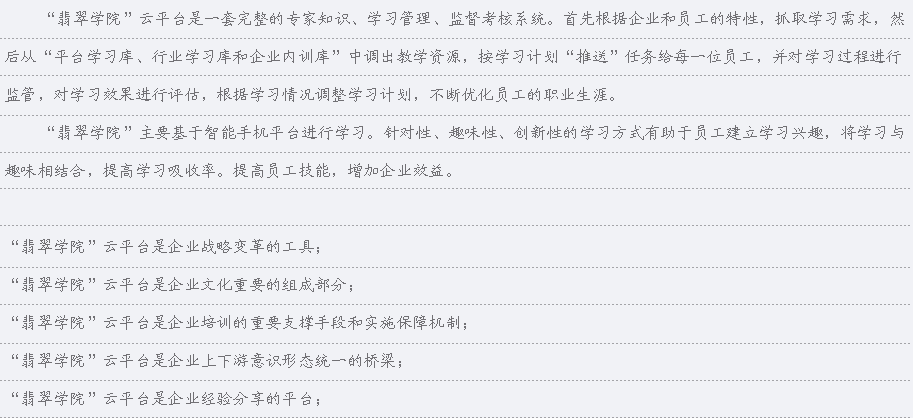 “翡翠学院”云平台是一套完整的专家知识、学习管理、监督考核系统。首先根据企业和员工的特性，抓取学习需求，然
后从“平台学习库、行业学习库和企业内训库”中调出教学资源，按学习计划“推送”任务给每一位员工，并对学习过程进行
监管，对学习效果进行评估，根据学习情况调整学习计划，不断优化员工的职业生涯。
“翡翠学院”主要基于智能手机平台进行学习。针对性、趣味性、创新性的学习方式有助于员工建立学习兴趣，将学习与
趣味相结合，提高学习吸收率。提高员工技能，增加企业效益。
“翡翠学院”云平台是企业战略变革的工具；
“翡翠学院”云平台是企业文化重要的组成部分；
“翡翠学院”云平台是企业培训的重要支撑手段和实施保障机制；
“翡翠学院”云平台是企业上下游意识形态统一的桥梁；
“翡翠学院”云平台是企业经验分享的平台；